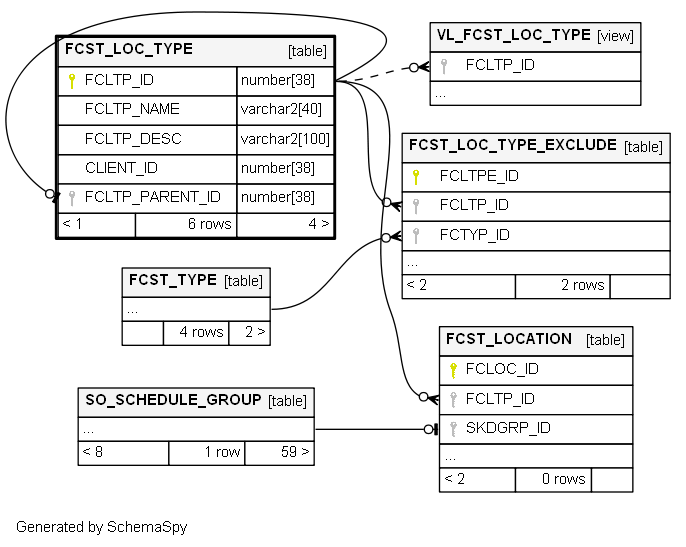 FCST_LOC_TYPE [table]
FCLTP_ID number[38]
FCLTP_NAME varchar2[40]
FCLTP_DESC varchar2[100]
CLIENT_ID number[38]
FCLTP_PARENT_ID number[38]
< 1 6 rows 4 >
VL_FCST_LOC_TYPE [view]
FCLTP_ID
...
FCST_LOC_TYPE_EXCLUDE [table]
FCLTPE_ID
FCLTP_ID
FCTYP_ID
...
< 2 2 rows
FCST_TYPE [table]
...
4 rows 2 >
FCST_LOCATION [table]
FCLOC_ID
FCLTP_ID
SKDGRP_ID
...
< 2 0 rows
SO_SCHEDULE_GROUP [table]
...
< 8 1 row 59 >
Generated by SchemaSpy